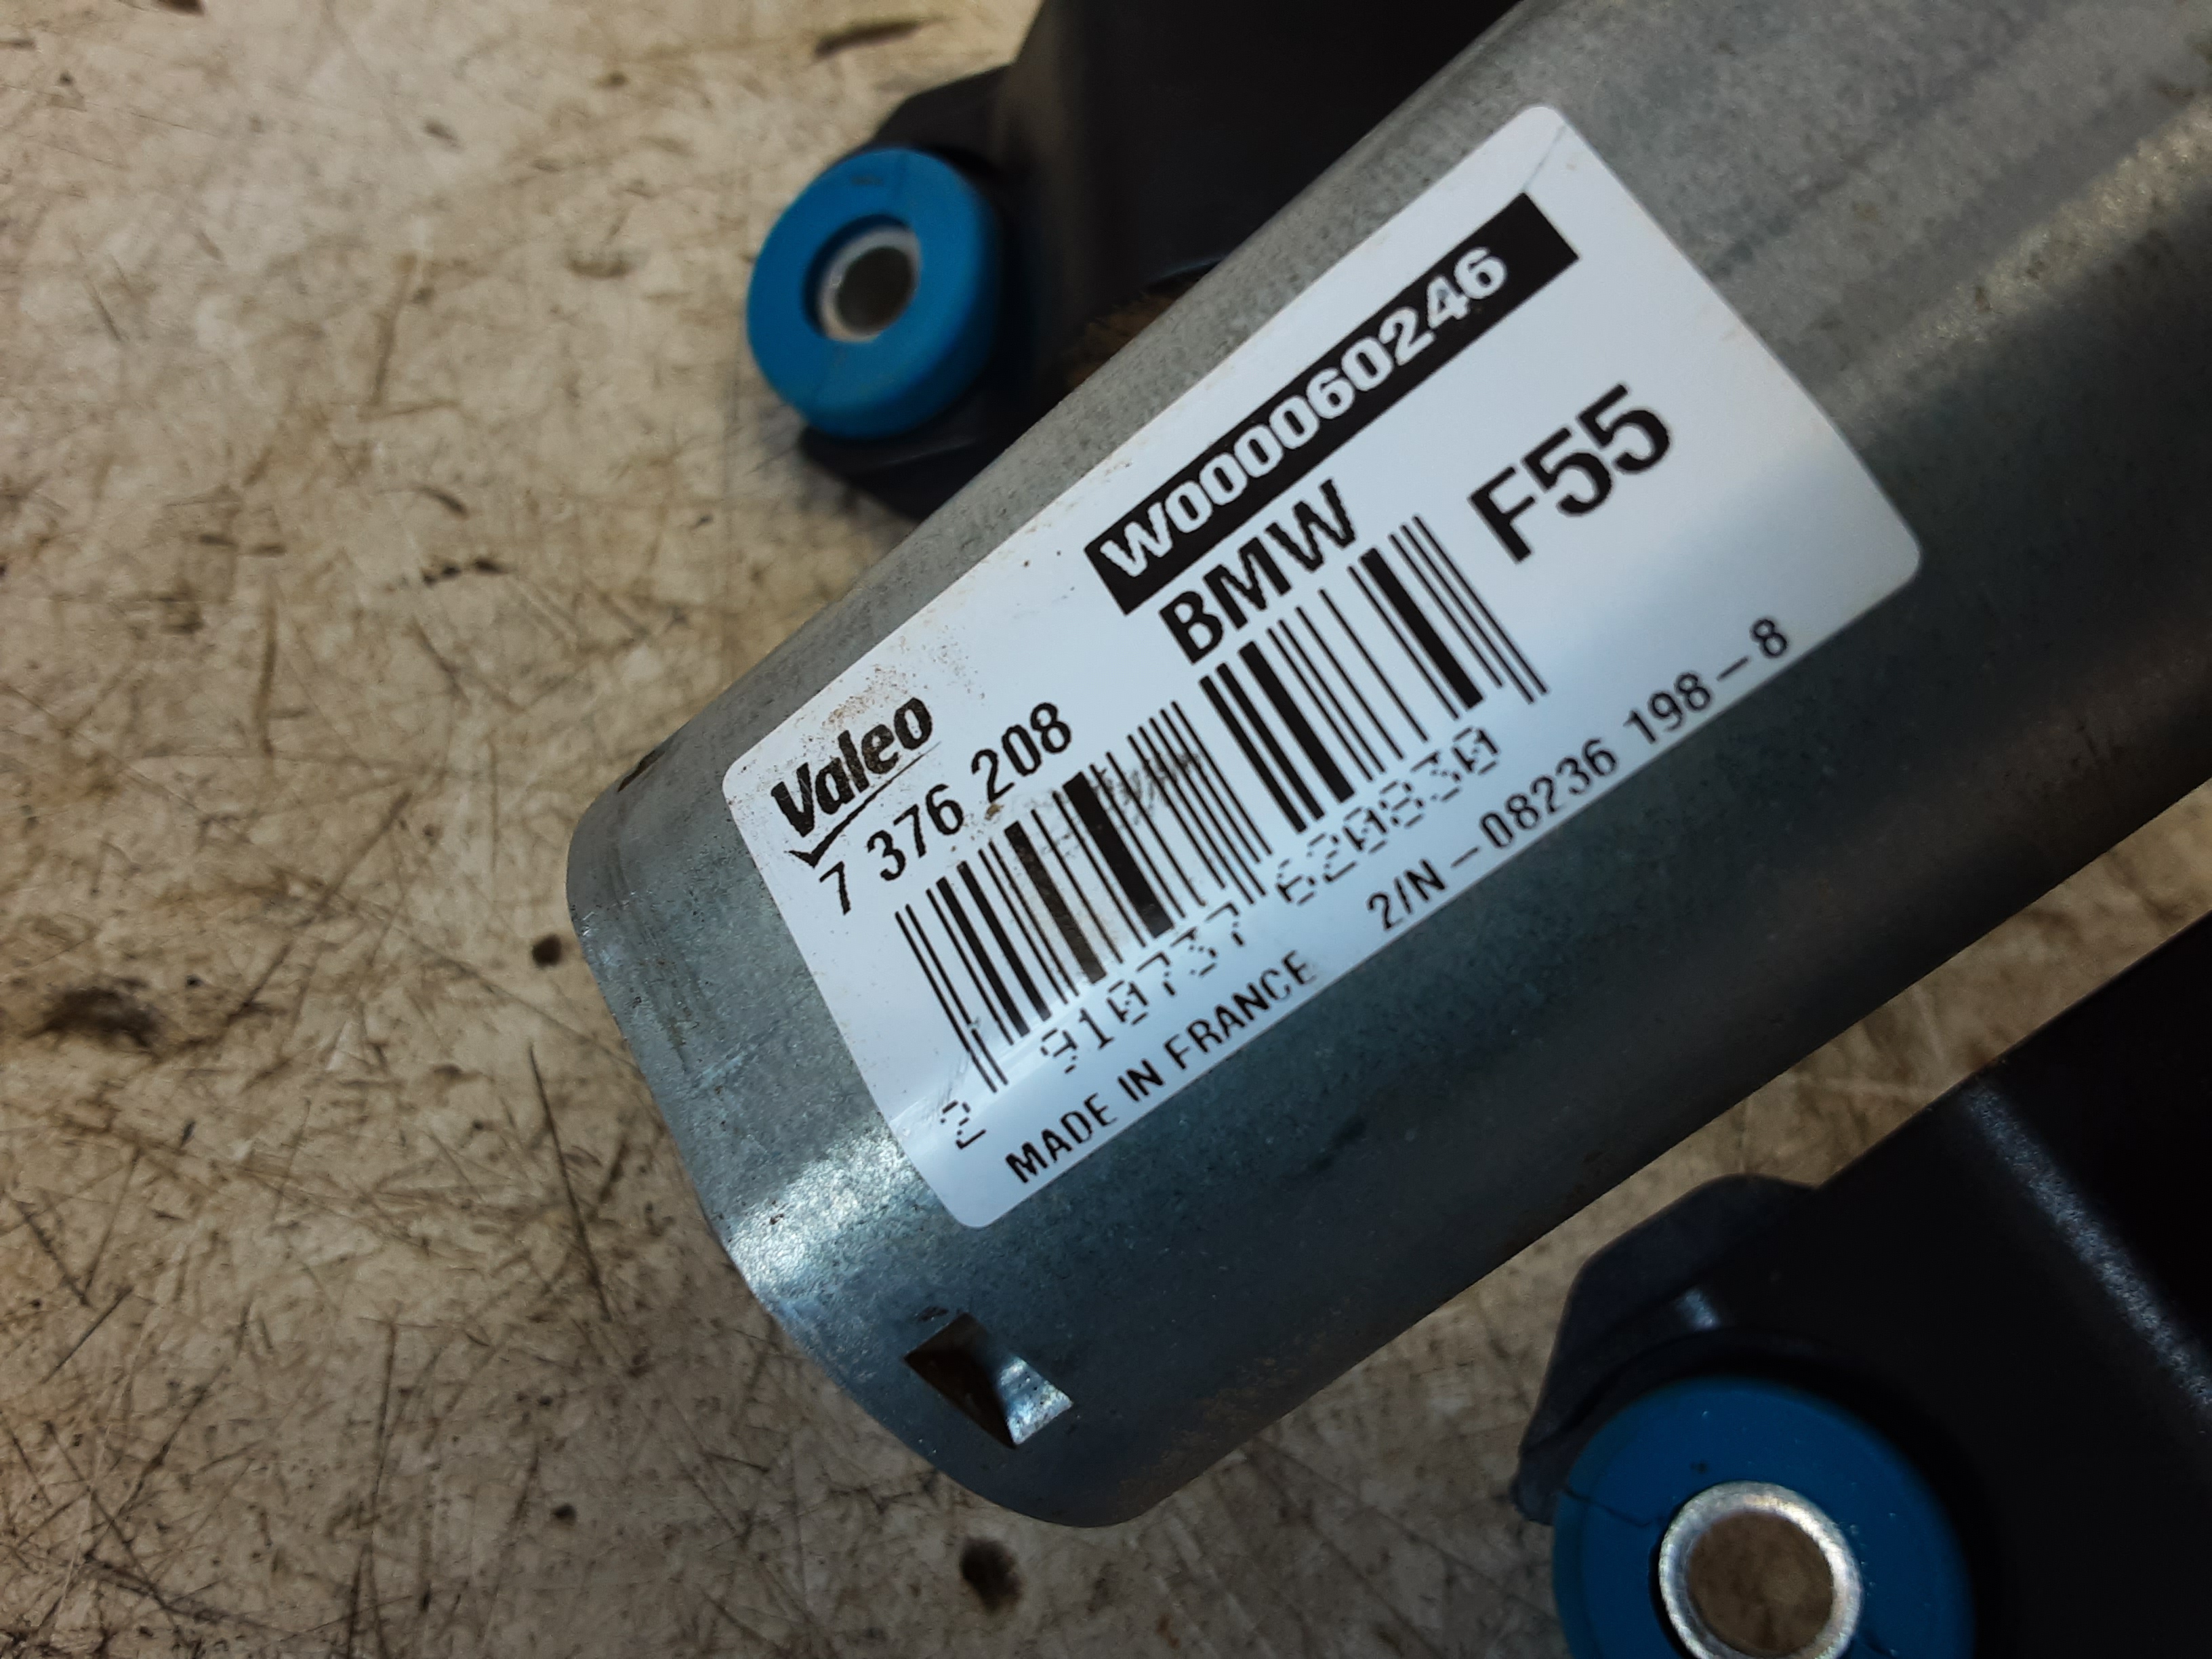 W000060246
BMW
F55
Valeo
7 376 208
2 910737 620830
MADE IN FRANCE 2/N-08236 198-8